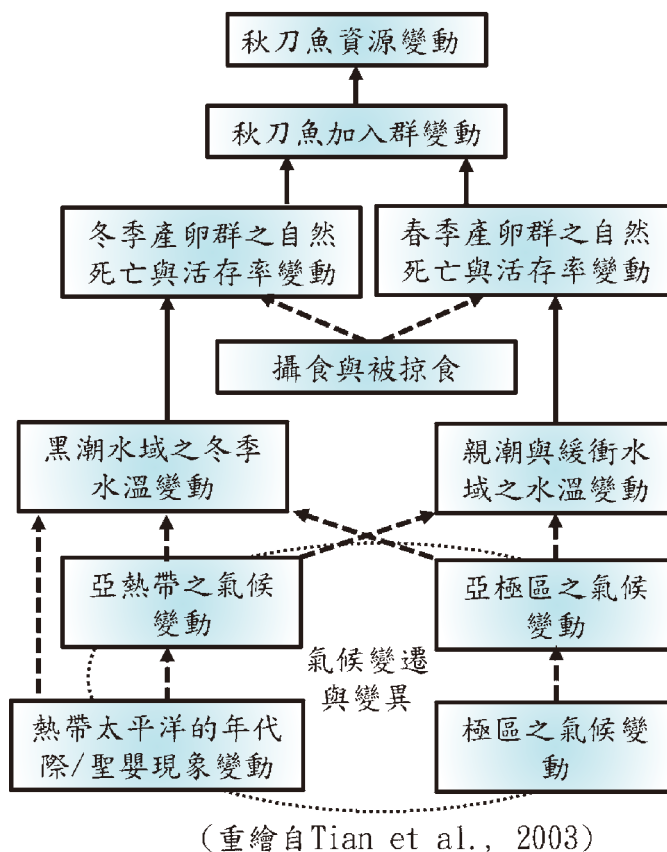 秋刀魚資源變動
秋刀魚加入群變動
冬季產卵群之自然
死亡與活存率變動
春季產卵群之自然
死亡與活存率變動
攝食與被掠食
黑潮水域之冬季
水溫變動
親潮與緩衝水
域之水溫變動
亞熱帶之氣候
變動
亞極區之氣候
變動
氣候變遷
與變異
熱帶太平洋的年代
際/聖嬰現象變動
極區之氣候變
動
(重繪自Tian et al., 2003)